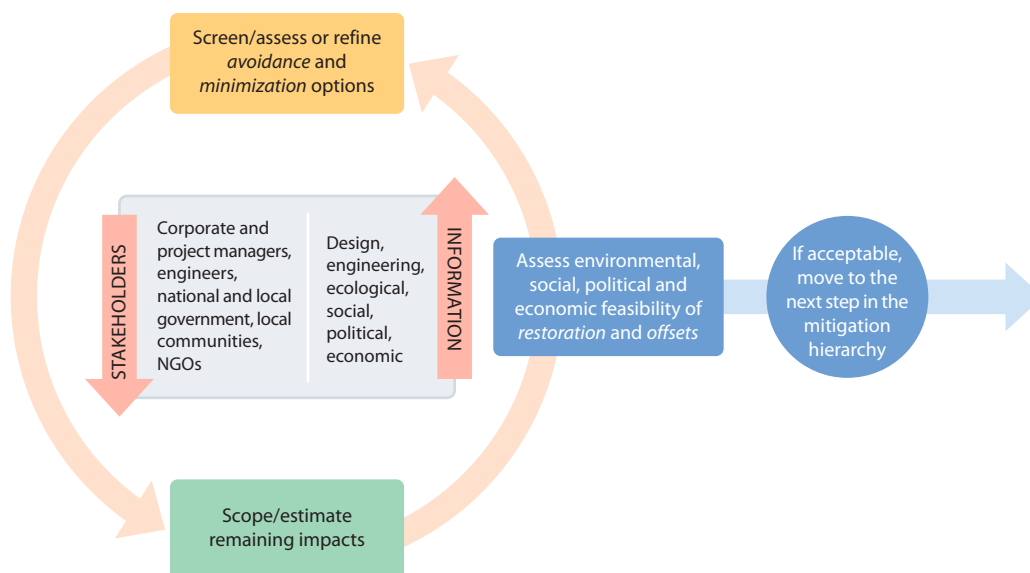 Screen/assess or refine
avoidance and
minimization options
STAKEHOLDERS
Corporate and
project managers,
engineers,
national and local
government, local
communities,
NGOs
Design,
engineering,
ecological,
social,
political,
economic
INFORMATION
Assess environmental,
social, political and
economic feasibility of
restoration and offsets
If acceptable,
move to the
next step in the
mitigation
hierarchy
Scope/estimate
remaining impacts